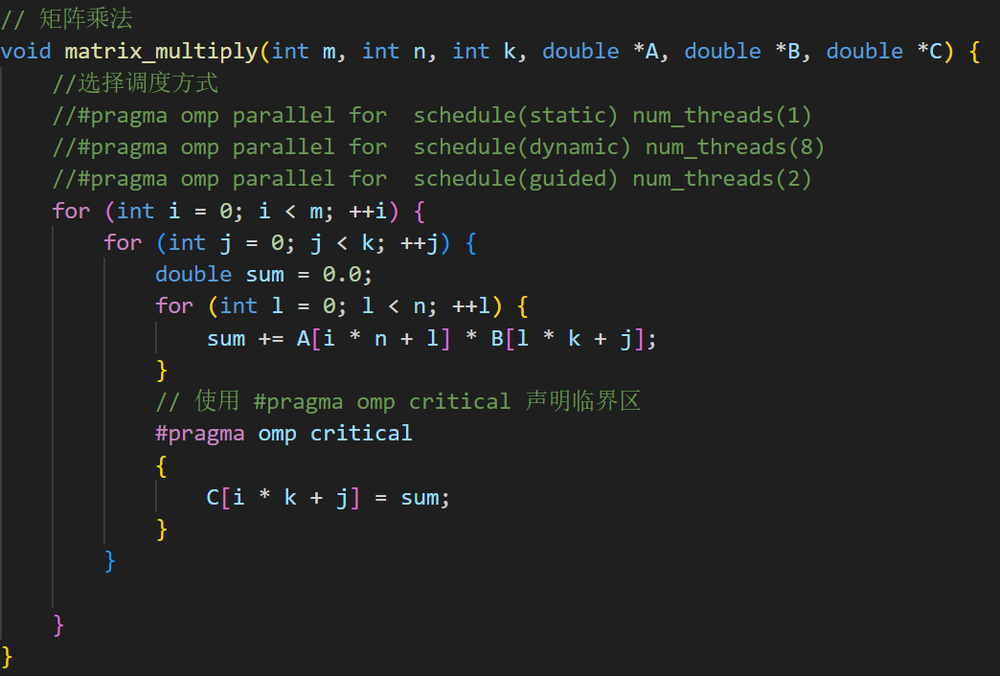 // 矩阵乘法
void matrix_multiply(int m, int n, int k, double *A, double *B, double *C) {
    //选择调度方式
    //#pragma omp parallel for  schedule(static) num_threads(1)
    //#pragma omp parallel for  schedule(dynamic) num_threads(8)
    //#pragma omp parallel for  schedule(guided) num_threads(2)
    for (int i = 0; i < m; ++i) {
        for (int j = 0; j < k; ++j) {
            double sum = 0.0;
            for (int l = 0; l < n; ++l) {
                sum += A[i * n + l] * B[l * k + j];
            }
            // 使用 #pragma omp critical 声明临界区
            #pragma omp critical
            {
                C[i * k + j] = sum;
            }
        }
    }
}